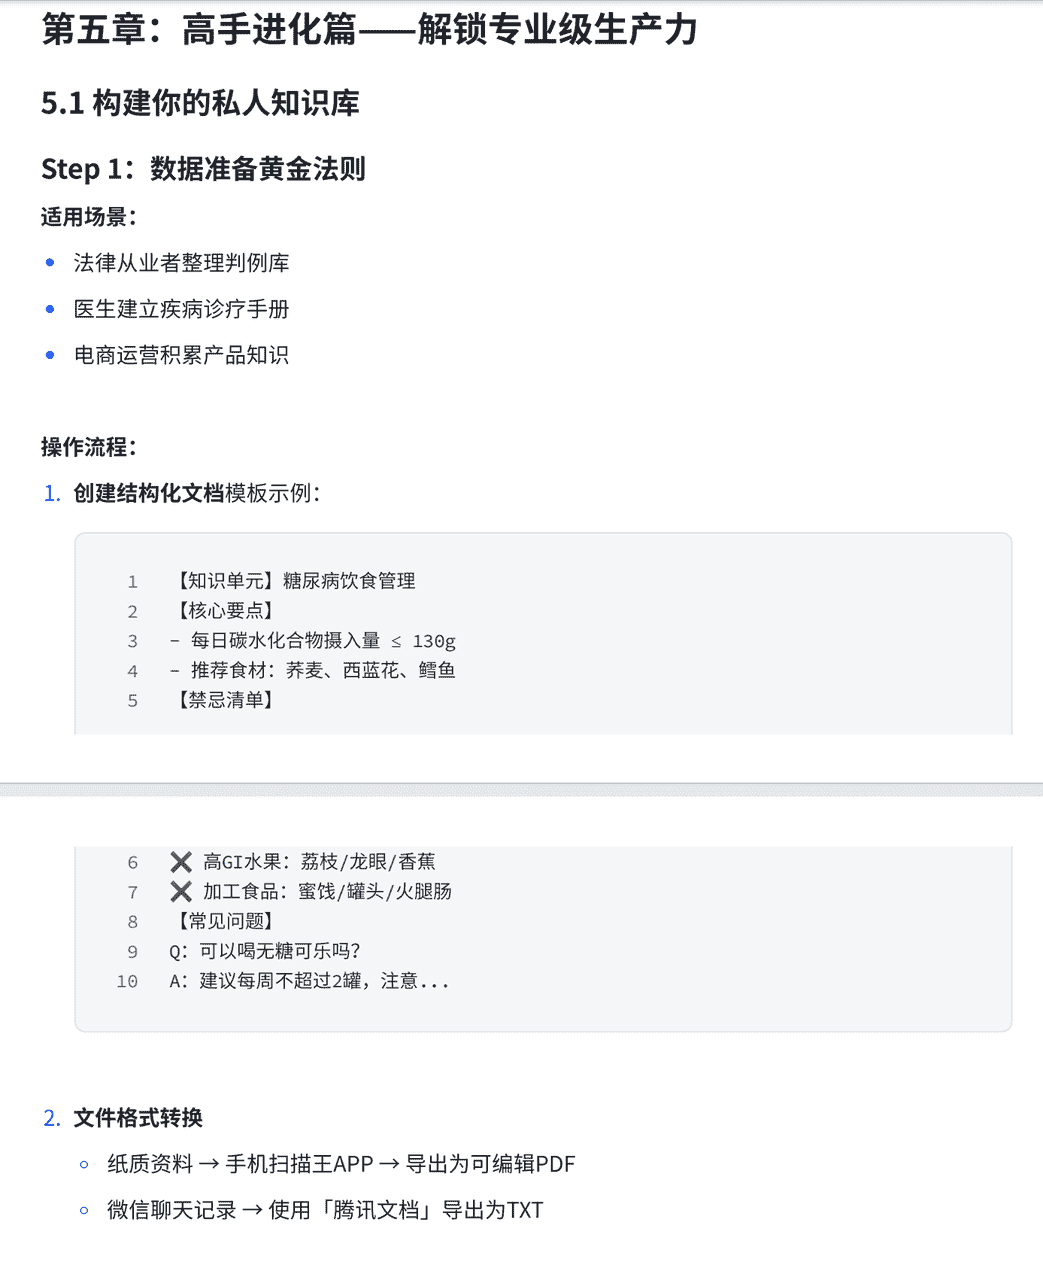 第五章：高手进化篇——解锁专业级生产力
5.1 构建你的私人知识库
Step 1：数据准备黄金法则
适用场景：
• 法律从业者整理判例库
• 医生建立疾病诊疗手册
• 电商运营积累产品知识
操作流程：
1. 创建结构化文档模板示例：
1 【知识单元】糖尿病饮食管理
2 【核心要点】
3 - 每日碳水化合物摄入量 ≤ 130g
4 - 推荐食材：荞麦、西蓝花、鳕鱼
5 【禁忌清单】
6 ❌ 高GI水果：荔枝/龙眼/香蕉
7 ❌ 加工食品：蜜饯/罐头/火腿肠
8 【常见问题】
9 Q：可以喝无糖可乐吗？
10 A：建议每周不超过2罐，注意...
2. 文件格式转换
◦ 纸质资料 → 手机扫描王APP → 导出为可编辑PDF
◦ 微信聊天记录 → 使用「腾讯文档」导出为TXT